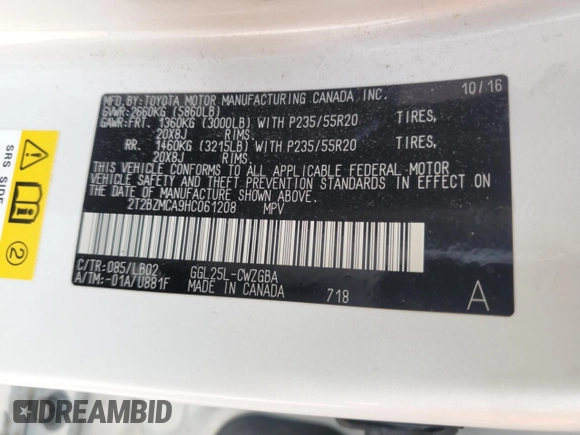 MFD. BY: TOYOTA MOTOR MANUFACTURING CANADA INC. 10/16
GVWR: 2660KG (5860LB)
GAWR: FRT. 1360KG (3000LB) WITH P235/55R20 TIRES,
20X8J RIMS.
RR. 1460KG (3215LB) WITH P235/55R20 TIRES,
20X8J RIMS.
THIS VEHICLE CONFORMS TO ALL APPLICABLE FEDERAL MOTOR
VEHICLE SAFETY AND THEFT PREVENTION STANDARDS IN EFFECT
ON THE DATE OF MANUFACTURE SHOWN ABOVE.
2T2BZMCA9HC061208 MPV
C/TR: 085/LB02 GGL25L-CWZGBA
A/TM: -01A/U881F MADE IN CANADA 718 A
SRS SIDE
2
DREAMBID